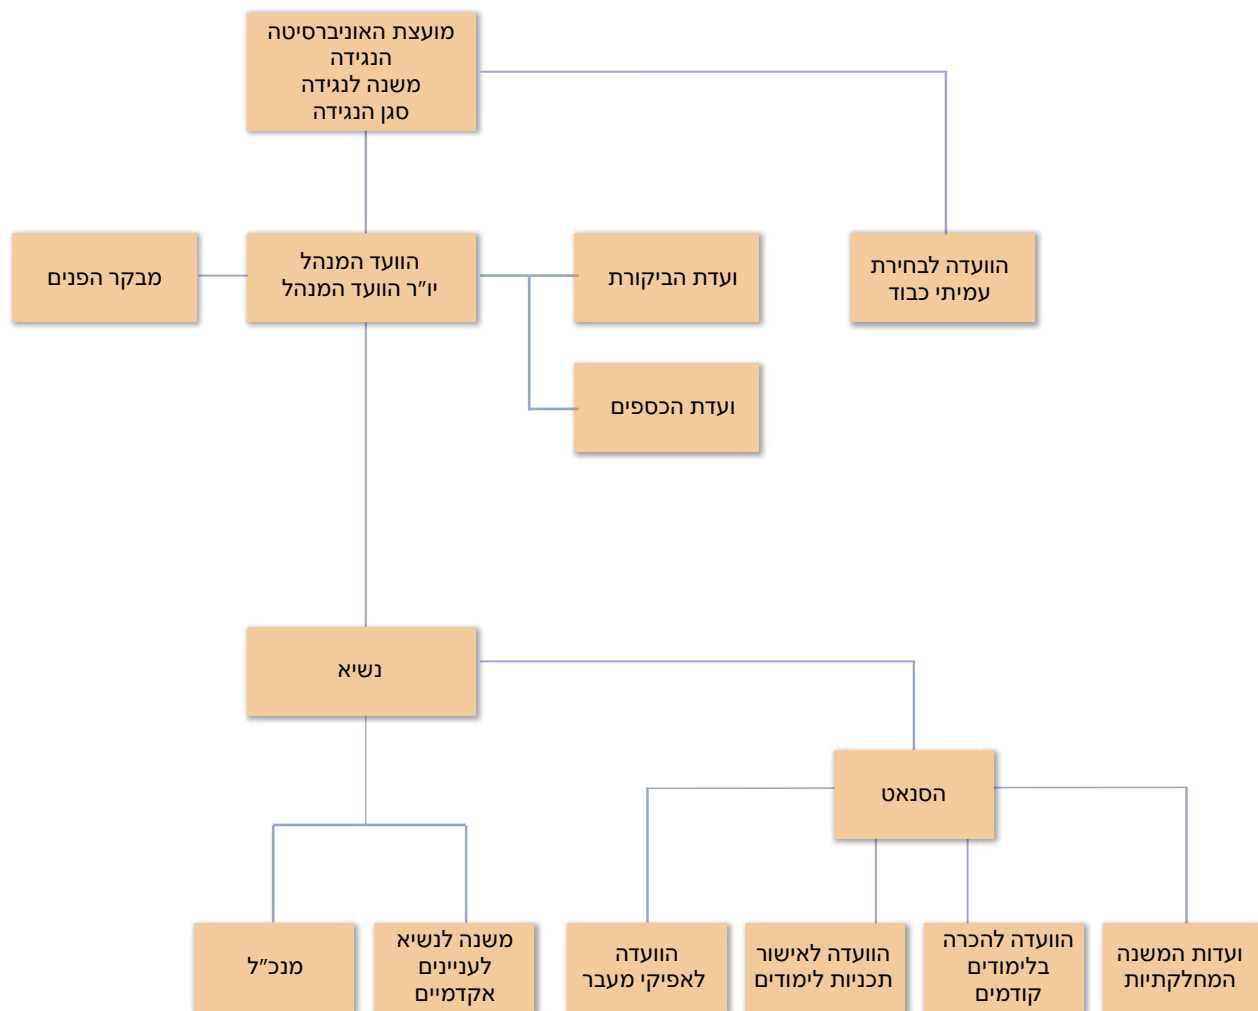 מועצת האוניברסיטה
הנגידה
משנה לנגידה
סגן הנגידה
הוועדה לבחירת
עמיתי כבוד
ועדת הביקורת
הוועד המנהל
יו״ר הוועד המנהל
מבקר הפנים
ועדת הכספים
נשיא
הסנאט
ועדות המשנה
המחלקתיות
הוועדה להכרה
בלימודים
קודמים
הוועדה לאישור
תכניות לימודים
הוועדה
לאפיקי מעבר
משנה לנשיא
לעניינים
אקדמיים
מנכ״ל